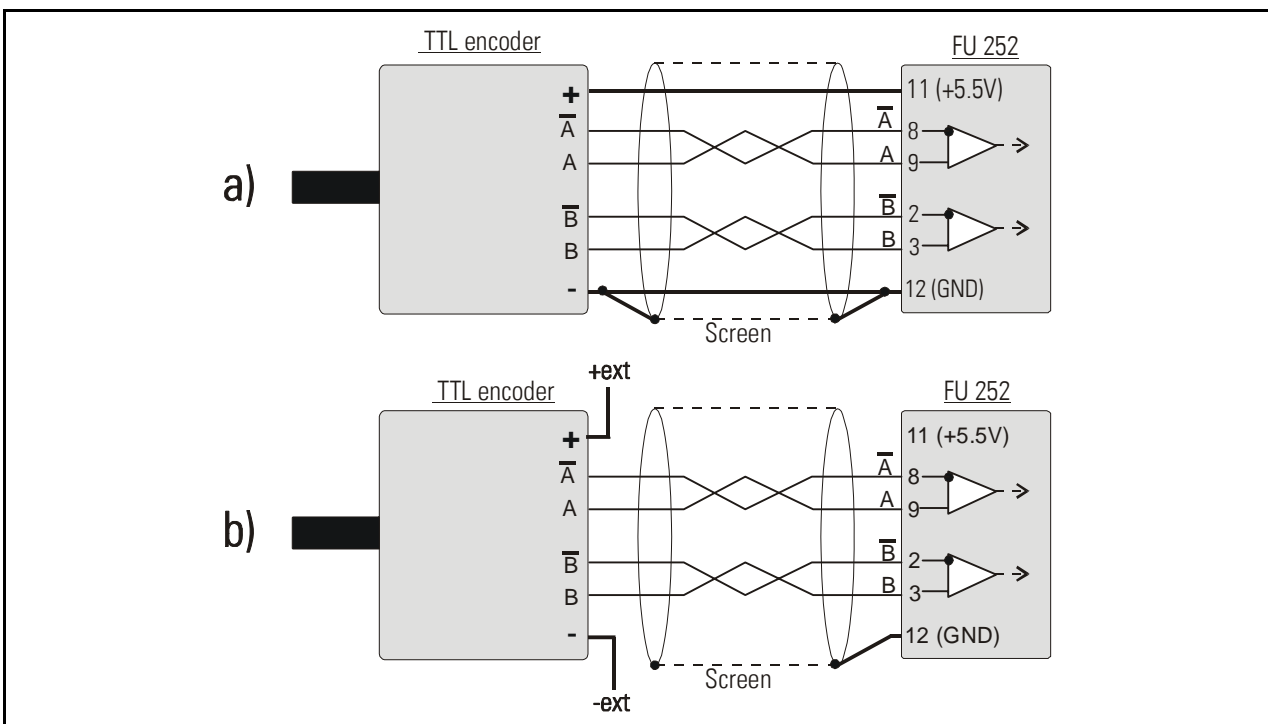 TTL encoder
FU 252
a)
+
A̅
A
B̅
B
-
A̅
A
B̅
B
11 (+5.5V)
8
9
2
3
12 (GND)
Screen
+ext
TTL encoder
FU 252
b)
+
A̅
A
B̅
B
-
-ext
A̅
A
B̅
B
11 (+5.5V)
8
9
2
3
12 (GND)
Screen